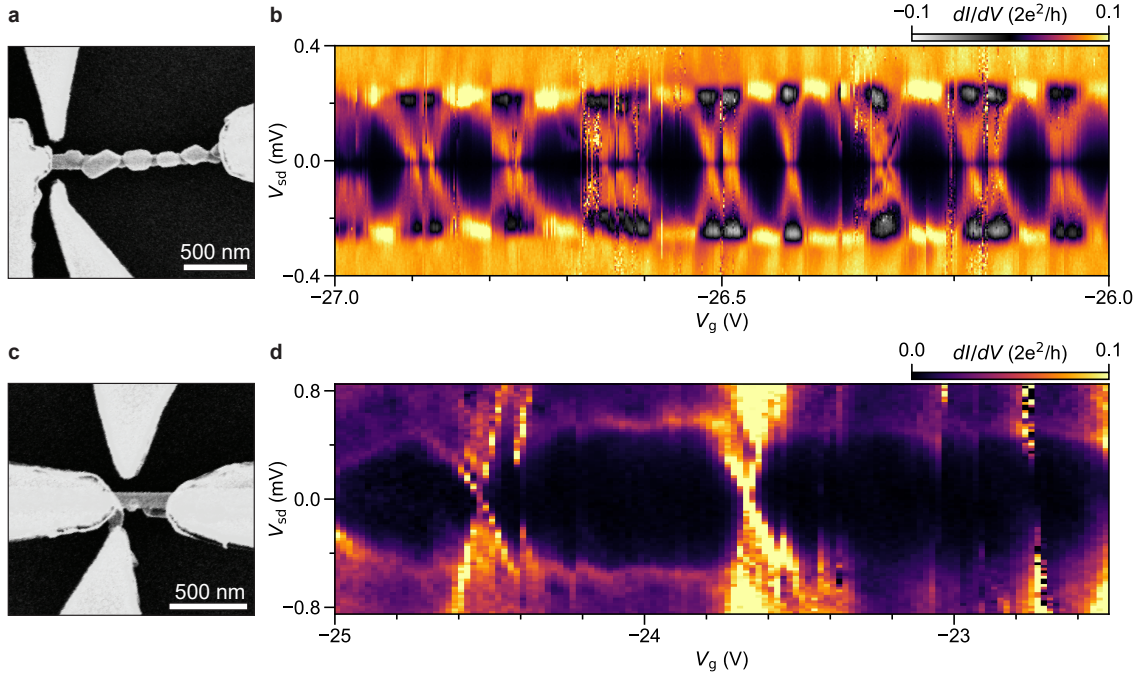 a
500 nm
b
−0.1 dI/dV (2e²/h) 0.1
0.4
0.0
−0.4
V_sd (mV)
−27.0 −26.5 −26.0
V_g (V)
c
500 nm
d
0.0 dI/dV (2e²/h) 0.1
0.8
0.0
−0.8
V_sd (mV)
−25 −24 −23
V_g (V)